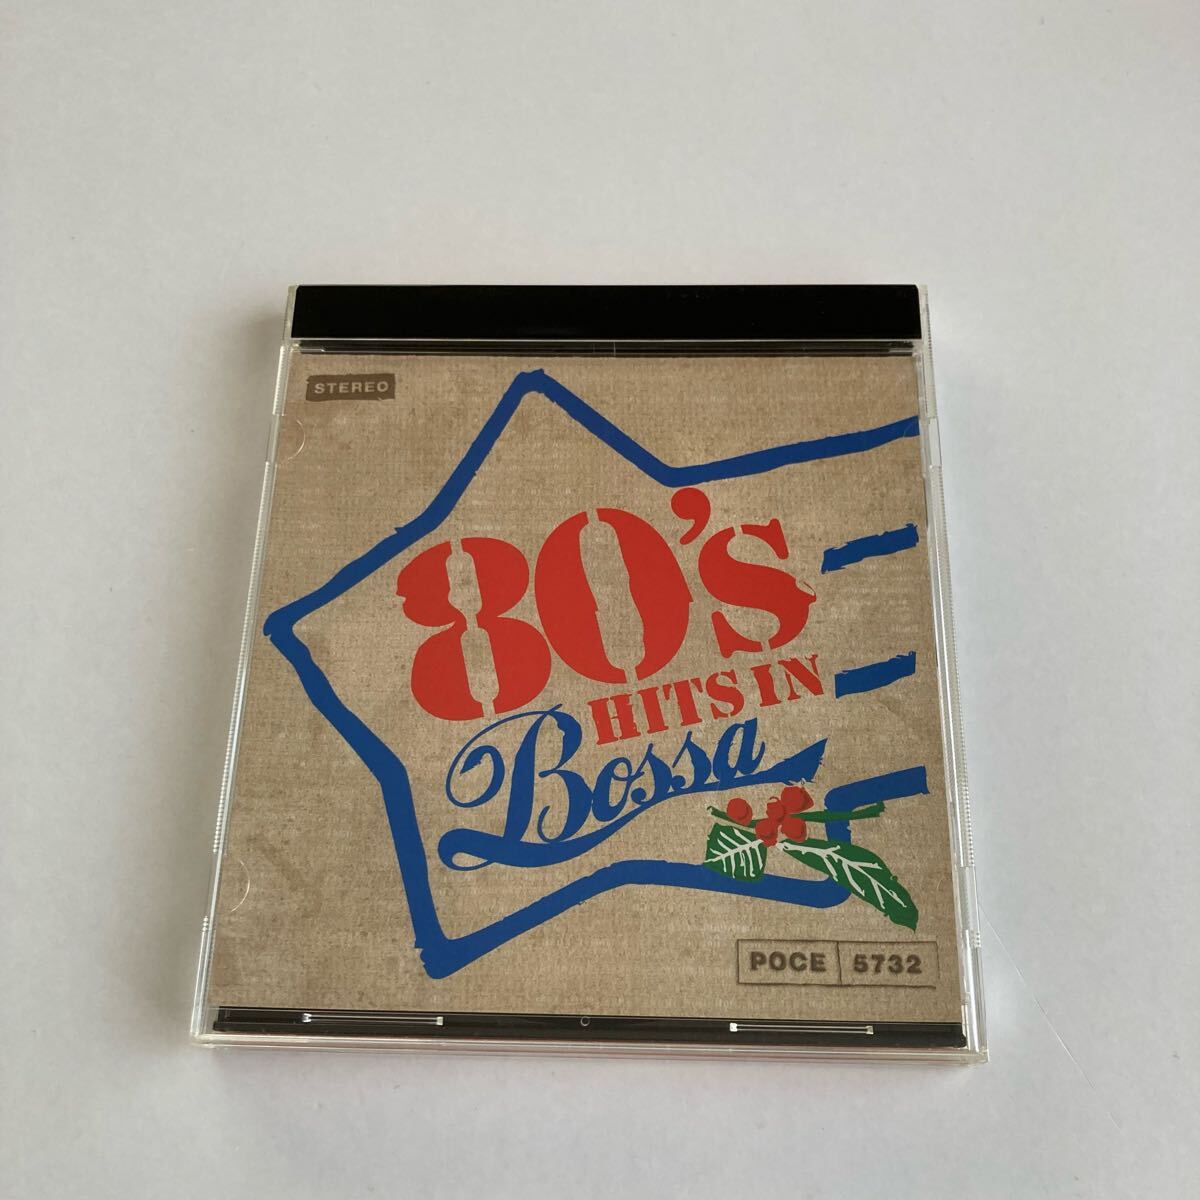 STEREO
80's
HITS IN
Bossa
POCE 5732